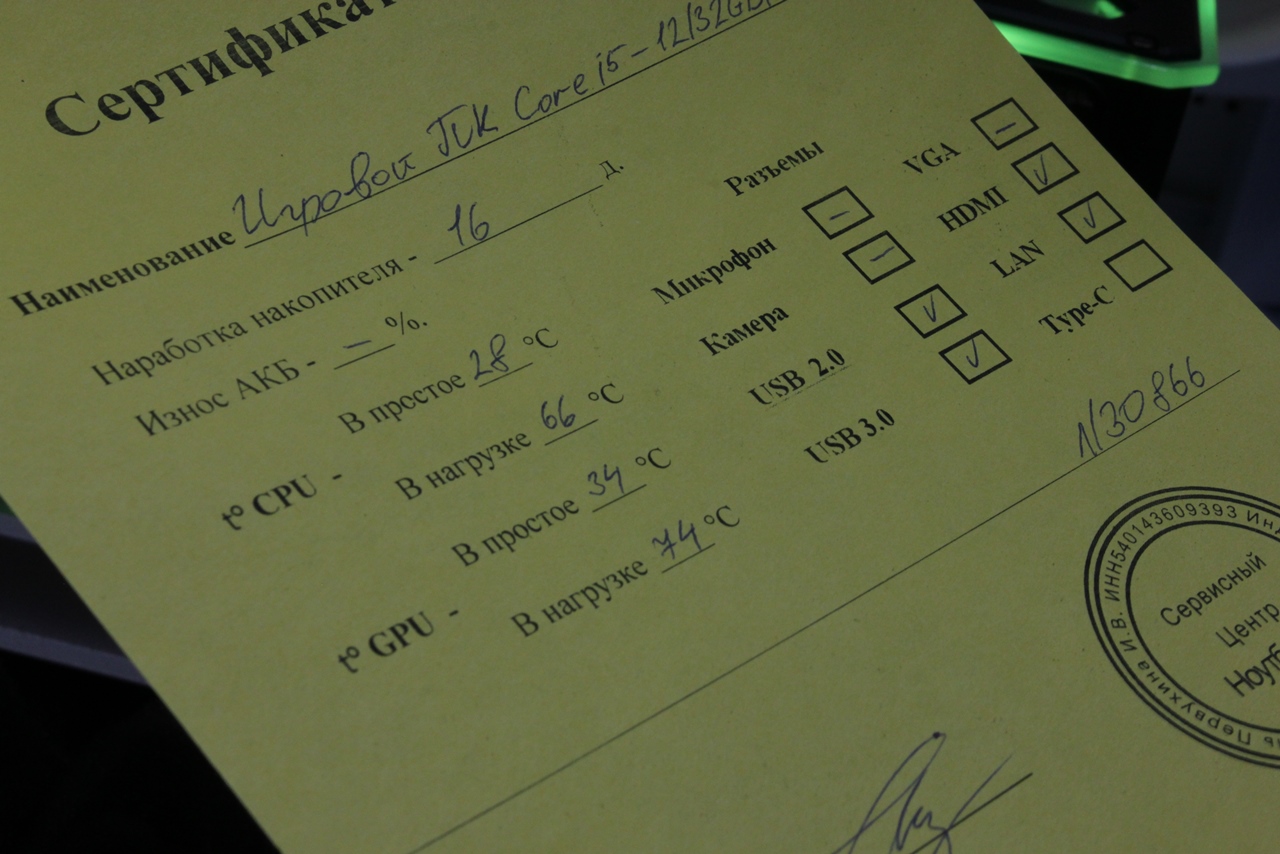 Сертификат
Наименование Игровой ПК Core i5-12/32Gb/
Наработка накопителя - 16 д.
Износ АКБ - — %.
t° CPU - В простое 28 °C
В нагрузке 66 °C
t° GPU - В простое 34 °C
В нагрузке 74 °C
Разъемы
Микрофон —
Камера —
USB 2.0 ✓
USB 3.0 ✓
VGA —
HDMI ✓
LAN ✓
Type-C
1/30866
Первухина И.В. ИНН540143609393
Сервисный
Центр